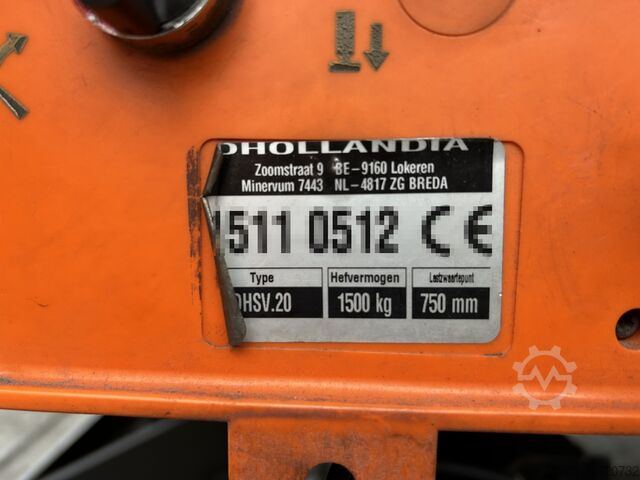 DHOLLANDIA
Zoomstraat 9 BE-9160 Lokeren
Minervum 7443 NL-4817 ZG BREDA
1511 0512 CE
Type Hefvermogen Lastzwaartepunt
DHSV.20 1500 kg 750 mm